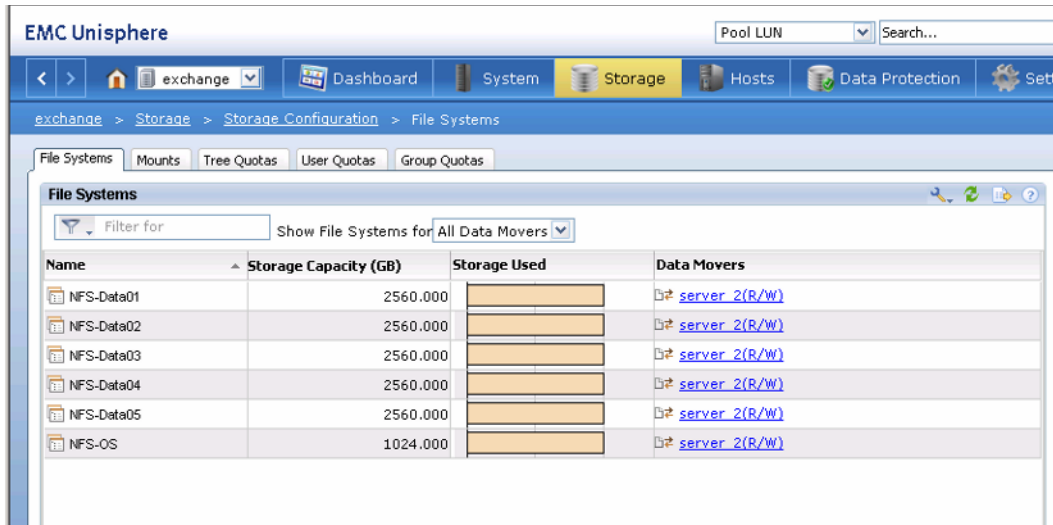 EMC Unisphere
Pool LUN Search...
exchange Dashboard System Storage Hosts Data Protection Sett
exchange > Storage > Storage Configuration > File Systems
File Systems Mounts Tree Quotas User Quotas Group Quotas
File Systems
Filter for Show File Systems for All Data Movers
Name Storage Capacity (GB) Storage Used Data Movers
NFS-Data01 2560.000 server_2(R/W)
NFS-Data02 2560.000 server_2(R/W)
NFS-Data03 2560.000 server_2(R/W)
NFS-Data04 2560.000 server_2(R/W)
NFS-Data05 2560.000 server_2(R/W)
NFS-OS 1024.000 server_2(R/W)